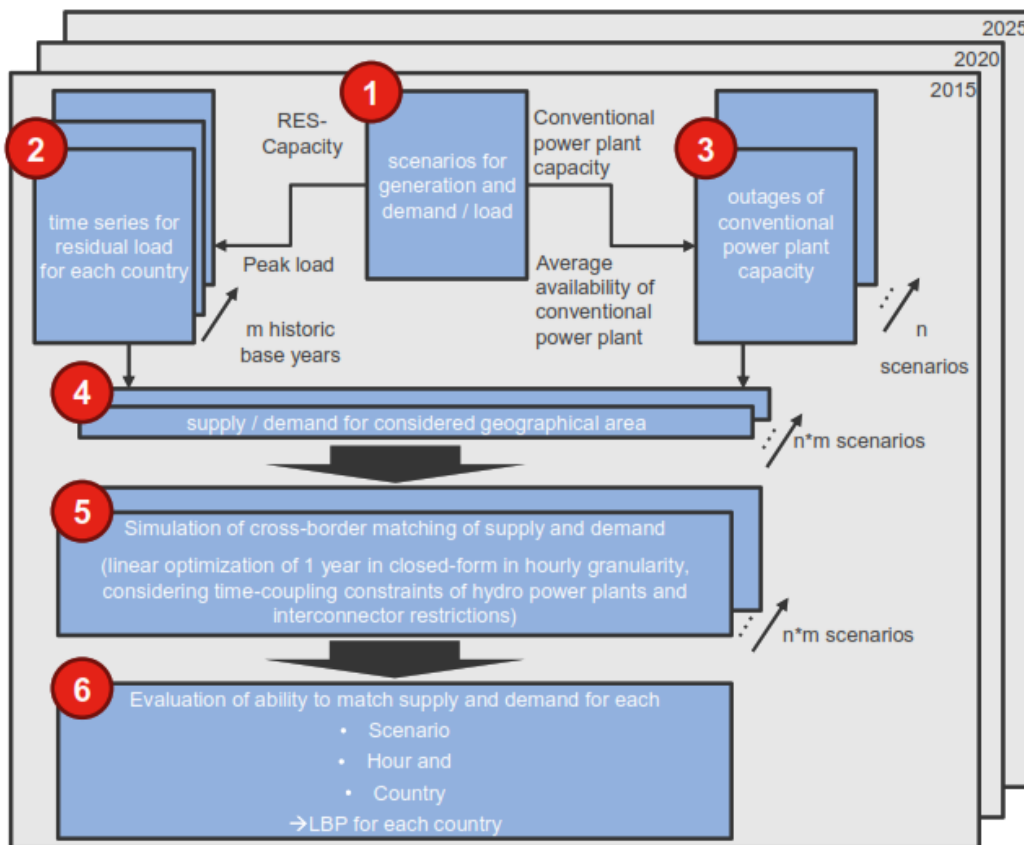 2025
2020
2015
1
RES-
Capacity
scenarios for
generation and
demand / load
Conventional
power plant
capacity
2
time series for
residual load
for each country
Peak load
m historic
base years
Average
availability of
conventional
power plant
3
outages of
conventional
power plant
capacity
n
scenarios
4
supply / demand for considered geographical area
n*m scenarios
5
Simulation of cross-border matching of supply and demand
(linear optimization of 1 year in closed-form in hourly granularity,
considering time-coupling constraints of hydro power plants and
interconnector restrictions)
n*m scenarios
6
Evaluation of ability to match supply and demand for each
• Scenario
• Hour and
• Country
→LBP for each country